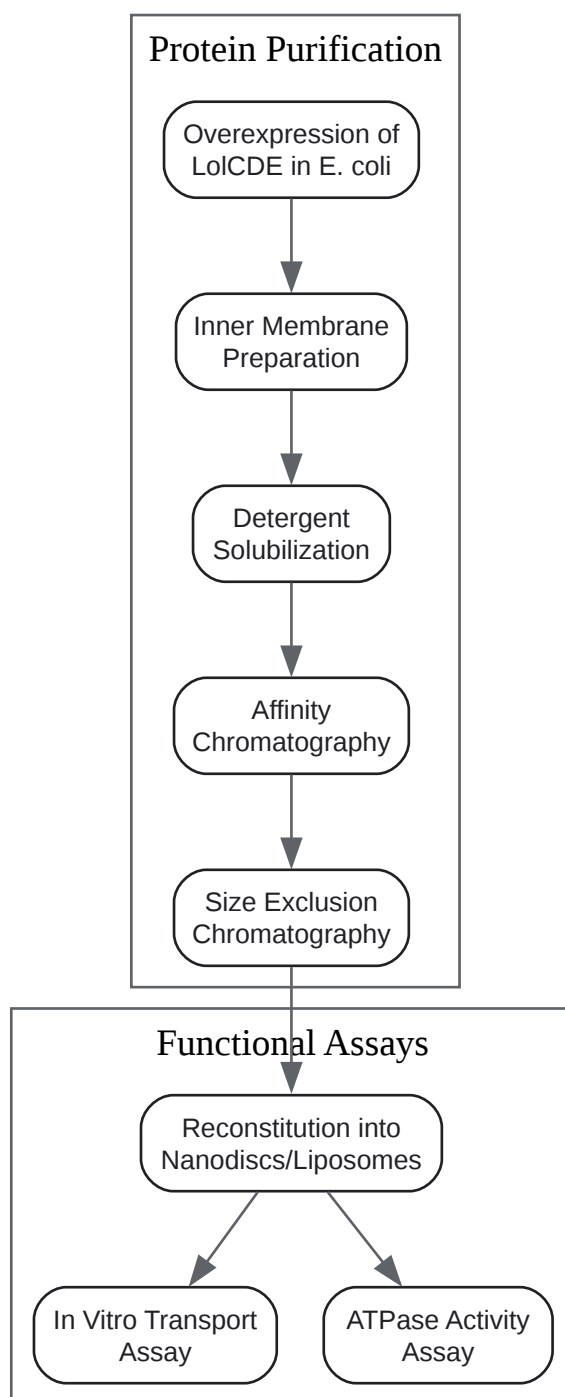 Protein Purification
Overexpression of
LolCDE in E. coli
Inner Membrane
Preparation
Detergent
Solubilization
Affinity
Chromatography
Size Exclusion
Chromatography
Functional Assays
Reconstitution into
Nanodiscs/Liposomes
In Vitro Transport
Assay
ATPase Activity
Assay